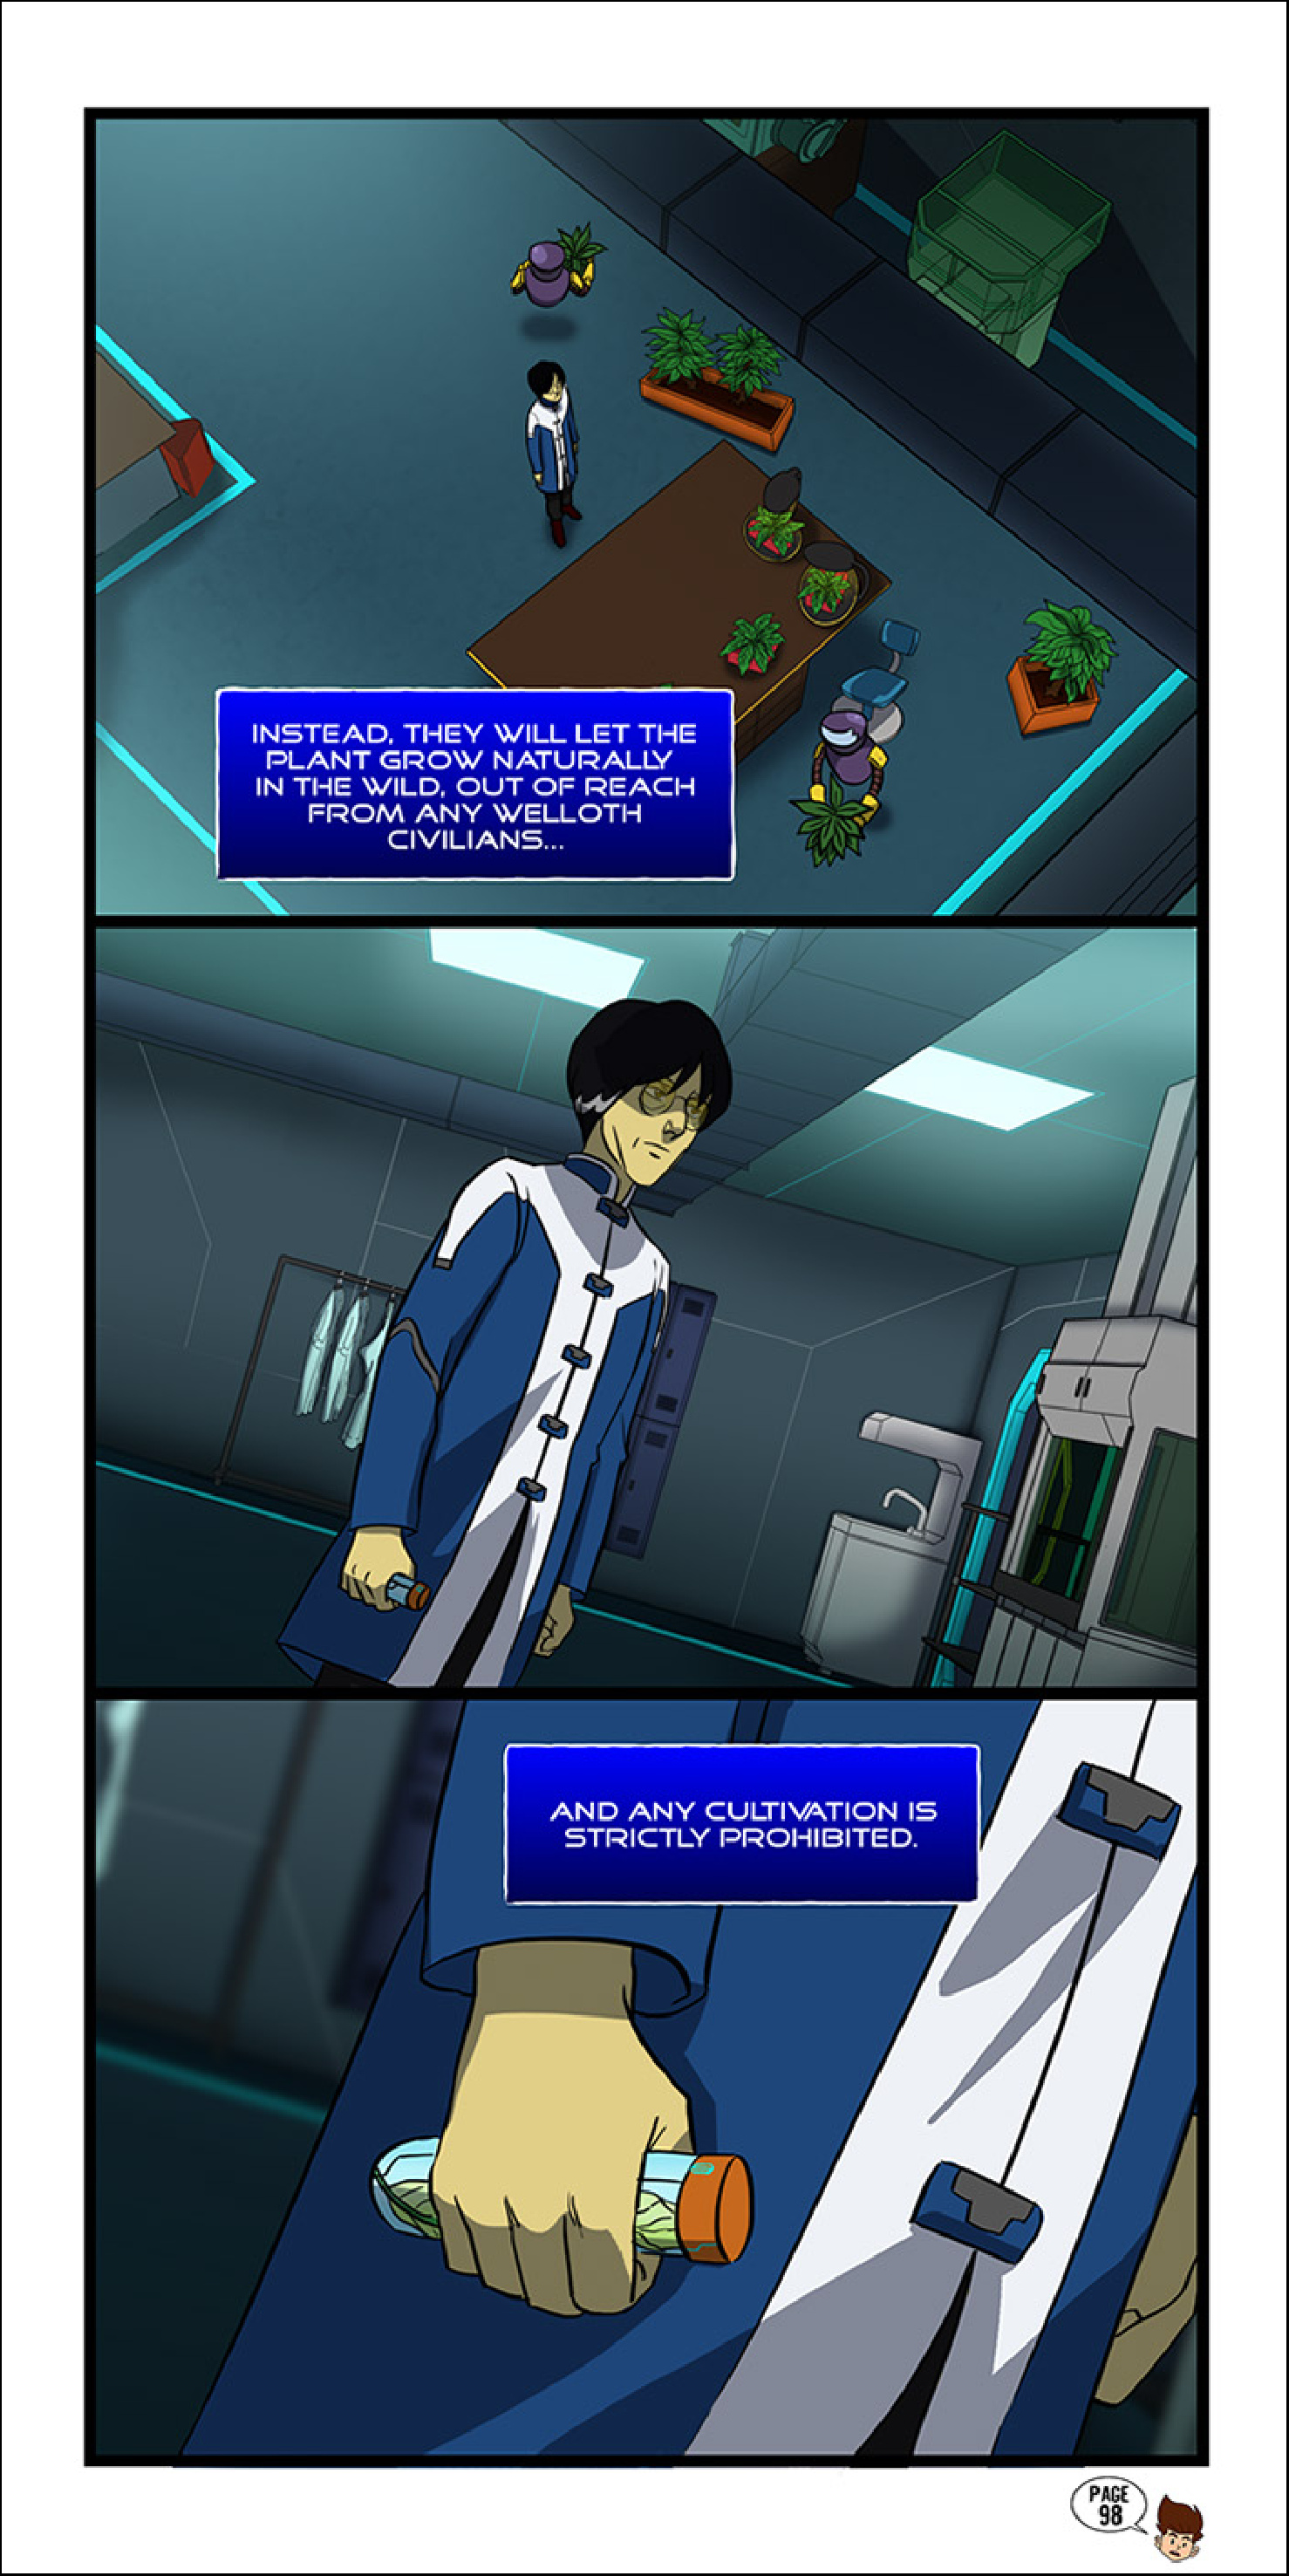 INSTEAD, THEY WILL LET THE
PLANT GROW NATURALLY
IN THE WILD, OUT OF REACH
FROM ANY WELLOTH
CIVILIANS...
AND ANY CULTIVATION IS
STRICTLY PROHIBITED.
PAGE
98